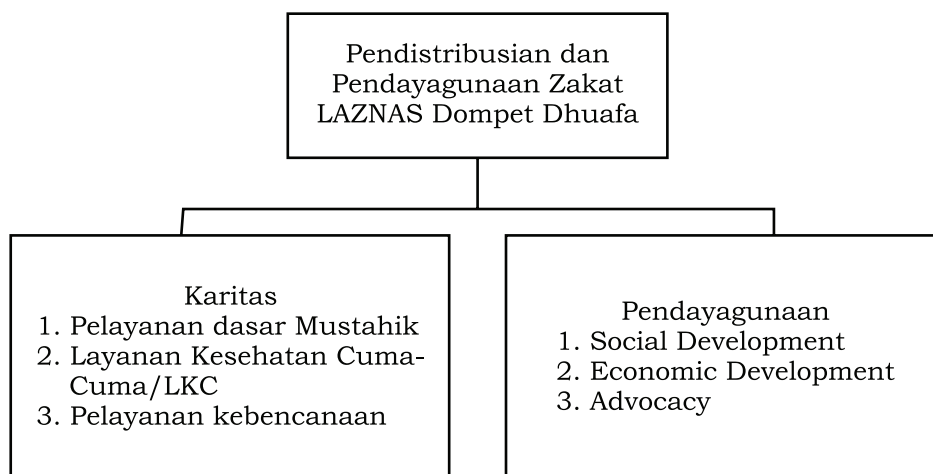 Pendistribusian dan
Pendayagunaan Zakat
LAZNAS Dompet Dhuafa
Karitas
1. Pelayanan dasar Mustahik
2. Layanan Kesehatan Cuma-
Cuma/LKC
3. Pelayanan kebencanaan
Pendayagunaan
1. Social Development
2. Economic Development
3. Advocacy